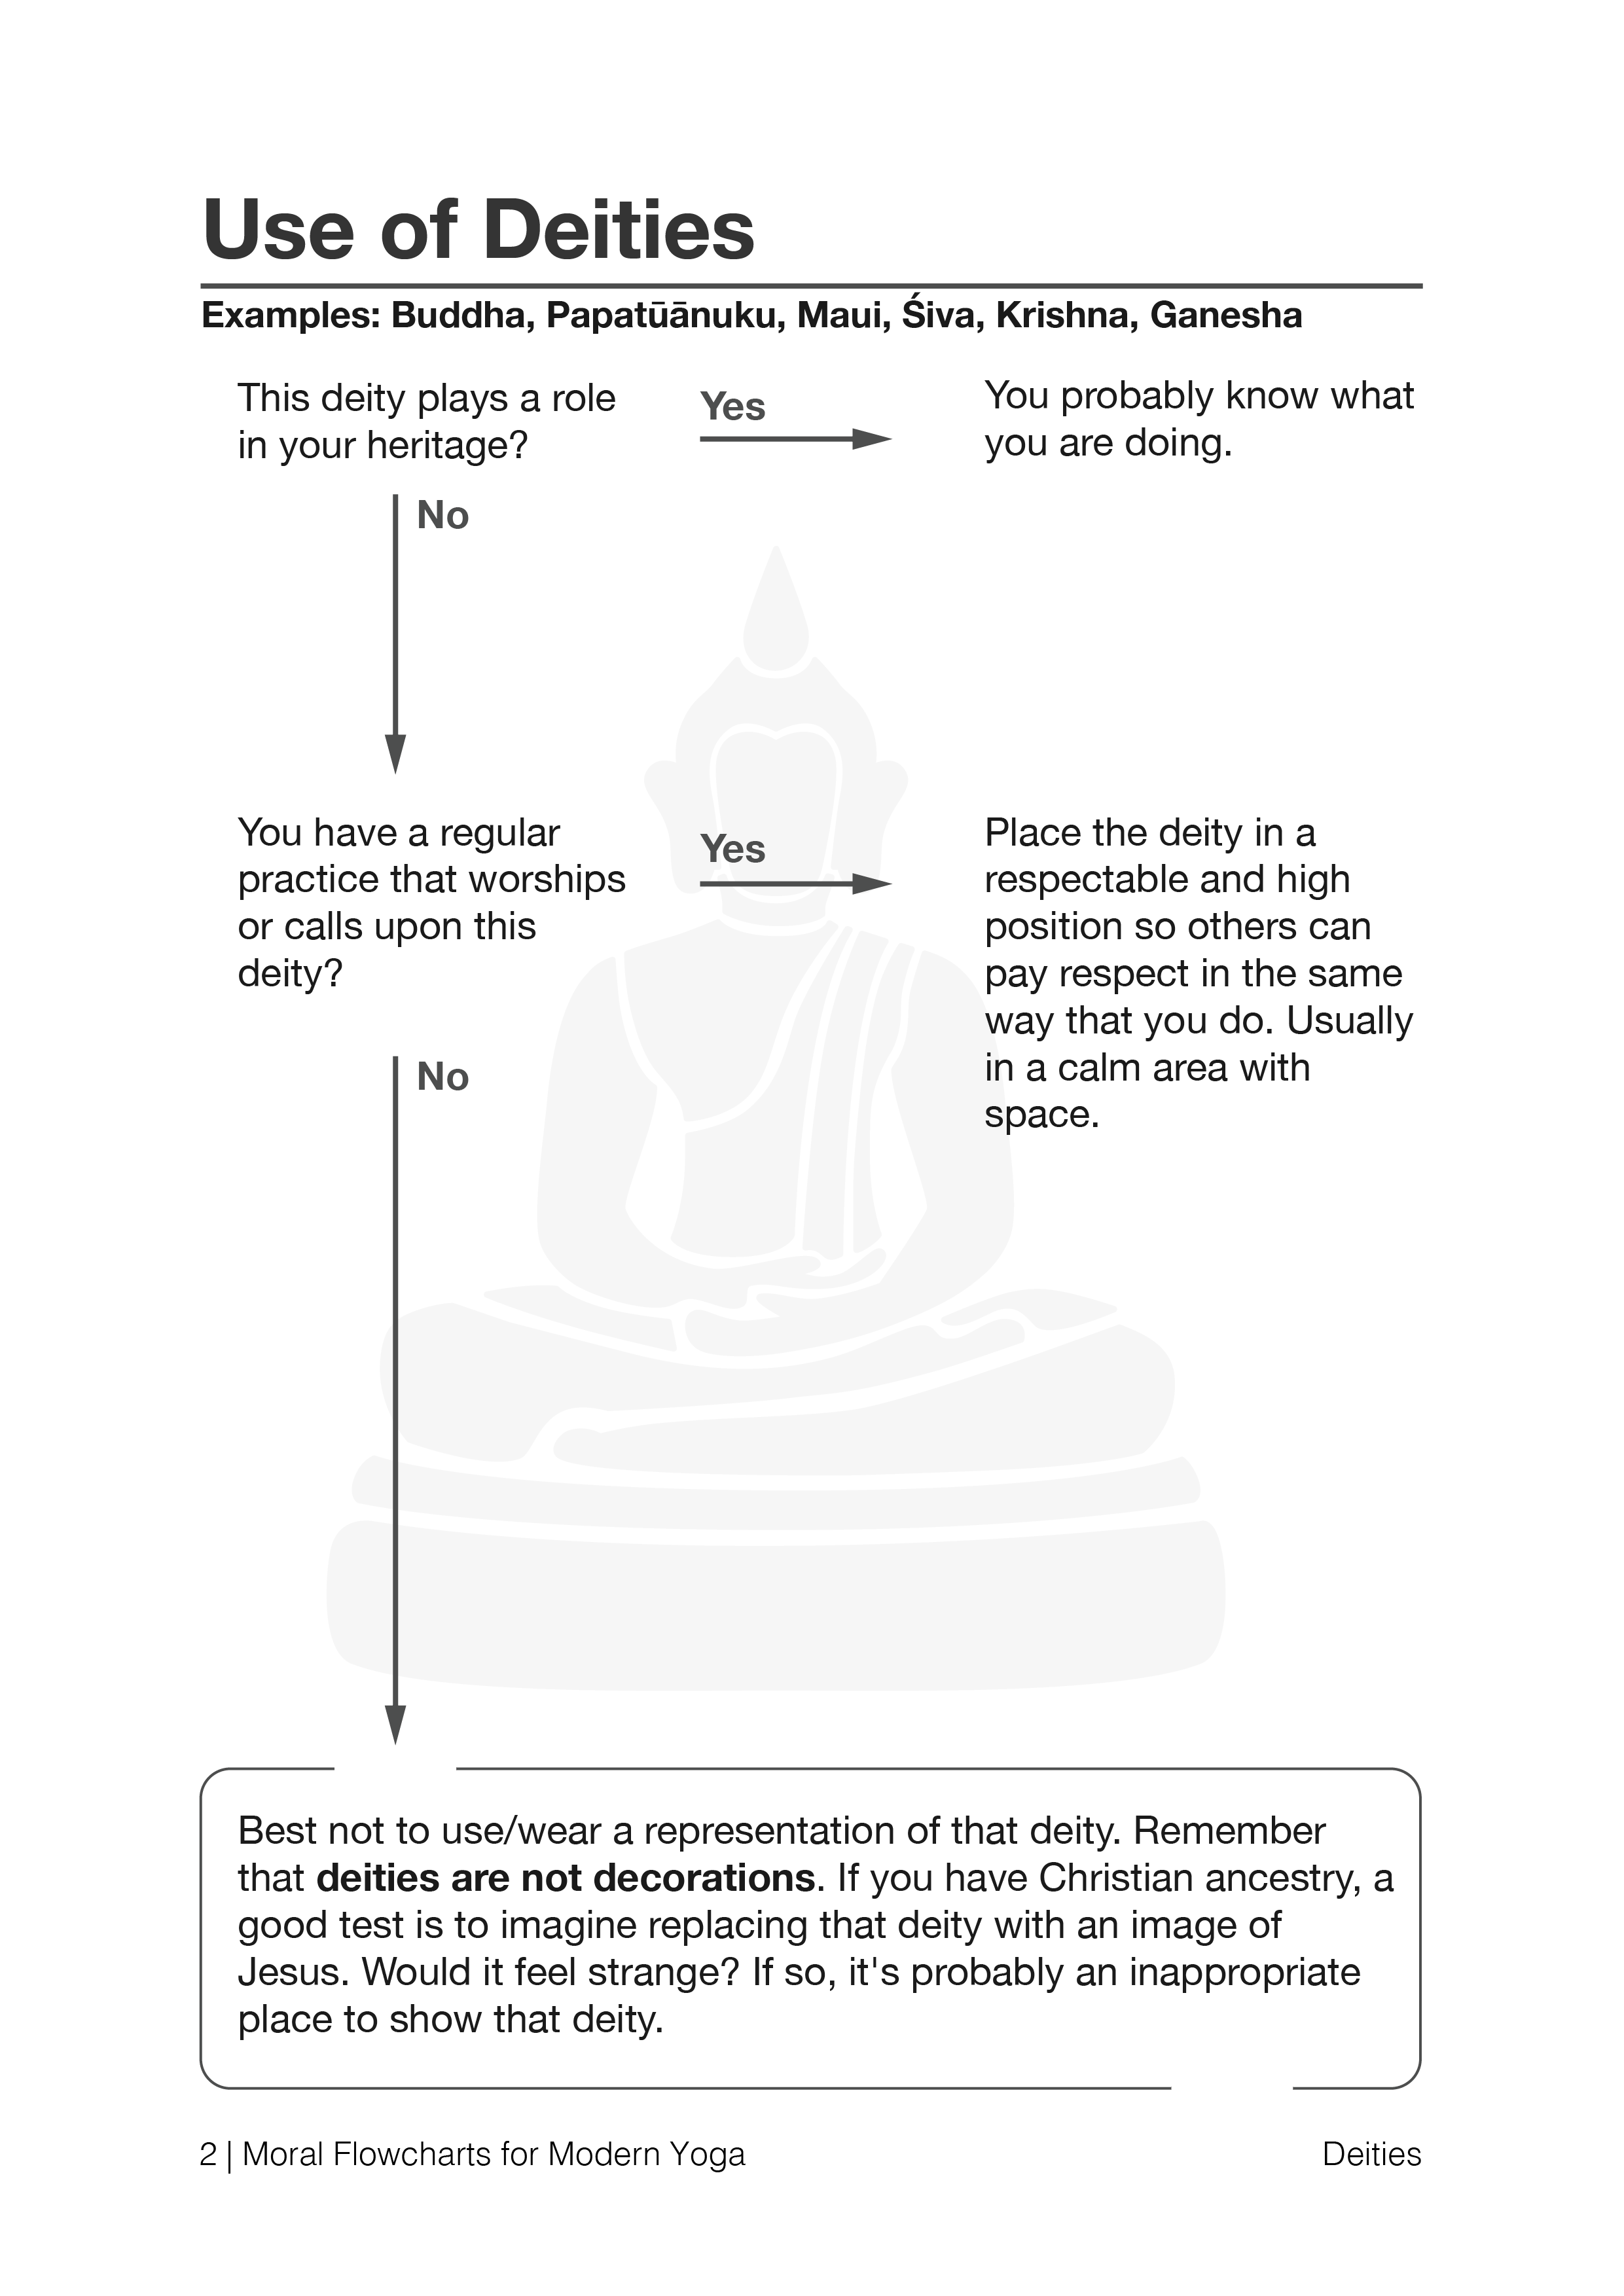 Use of Deities
Examples: Buddha, Papatūānuku, Maui, Śiva, Krishna, Ganesha
This deity plays a role
in your heritage?
Yes
You probably know what
you are doing.
No
You have a regular
practice that worships
or calls upon this
deity?
Yes
Place the deity in a
respectable and high
position so others can
pay respect in the same
way that you do. Usually
in a calm area with
space.
No
Best not to use/wear a representation of that deity. Remember
that deities are not decorations. If you have Christian ancestry, a
good test is to imagine replacing that deity with an image of
Jesus. Would it feel strange? If so, it's probably an inappropriate
place to show that deity.
2 | Moral Flowcharts for Modern Yoga
Deities